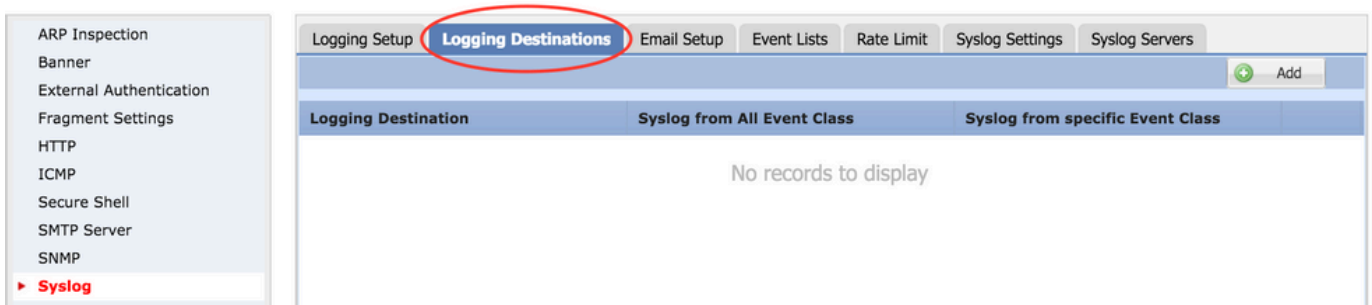 ARP Inspection
Banner
External Authentication
Fragment Settings
HTTP
ICMP
Secure Shell
SMTP Server
SNMP
Syslog
Logging Setup Logging Destinations Email Setup Event Lists Rate Limit Syslog Settings Syslog Servers
Add
Logging Destination Syslog from All Event Class Syslog from specific Event Class
No records to display